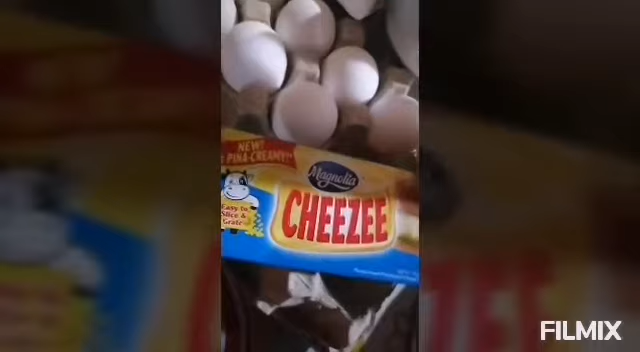 NEW!
PINA-CREAMY
Magnolia
Easy to
Slice &
Grate
CHEEZEE
FILMIX